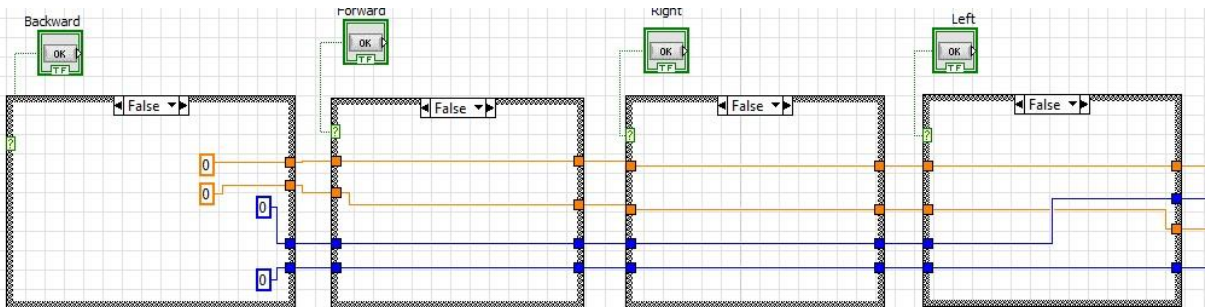 Backward
Forward
Right
Left
OK
TF
OK
TF
OK
TF
OK
TF
False
False
False
False
?
?
?
?
0
0
0
0